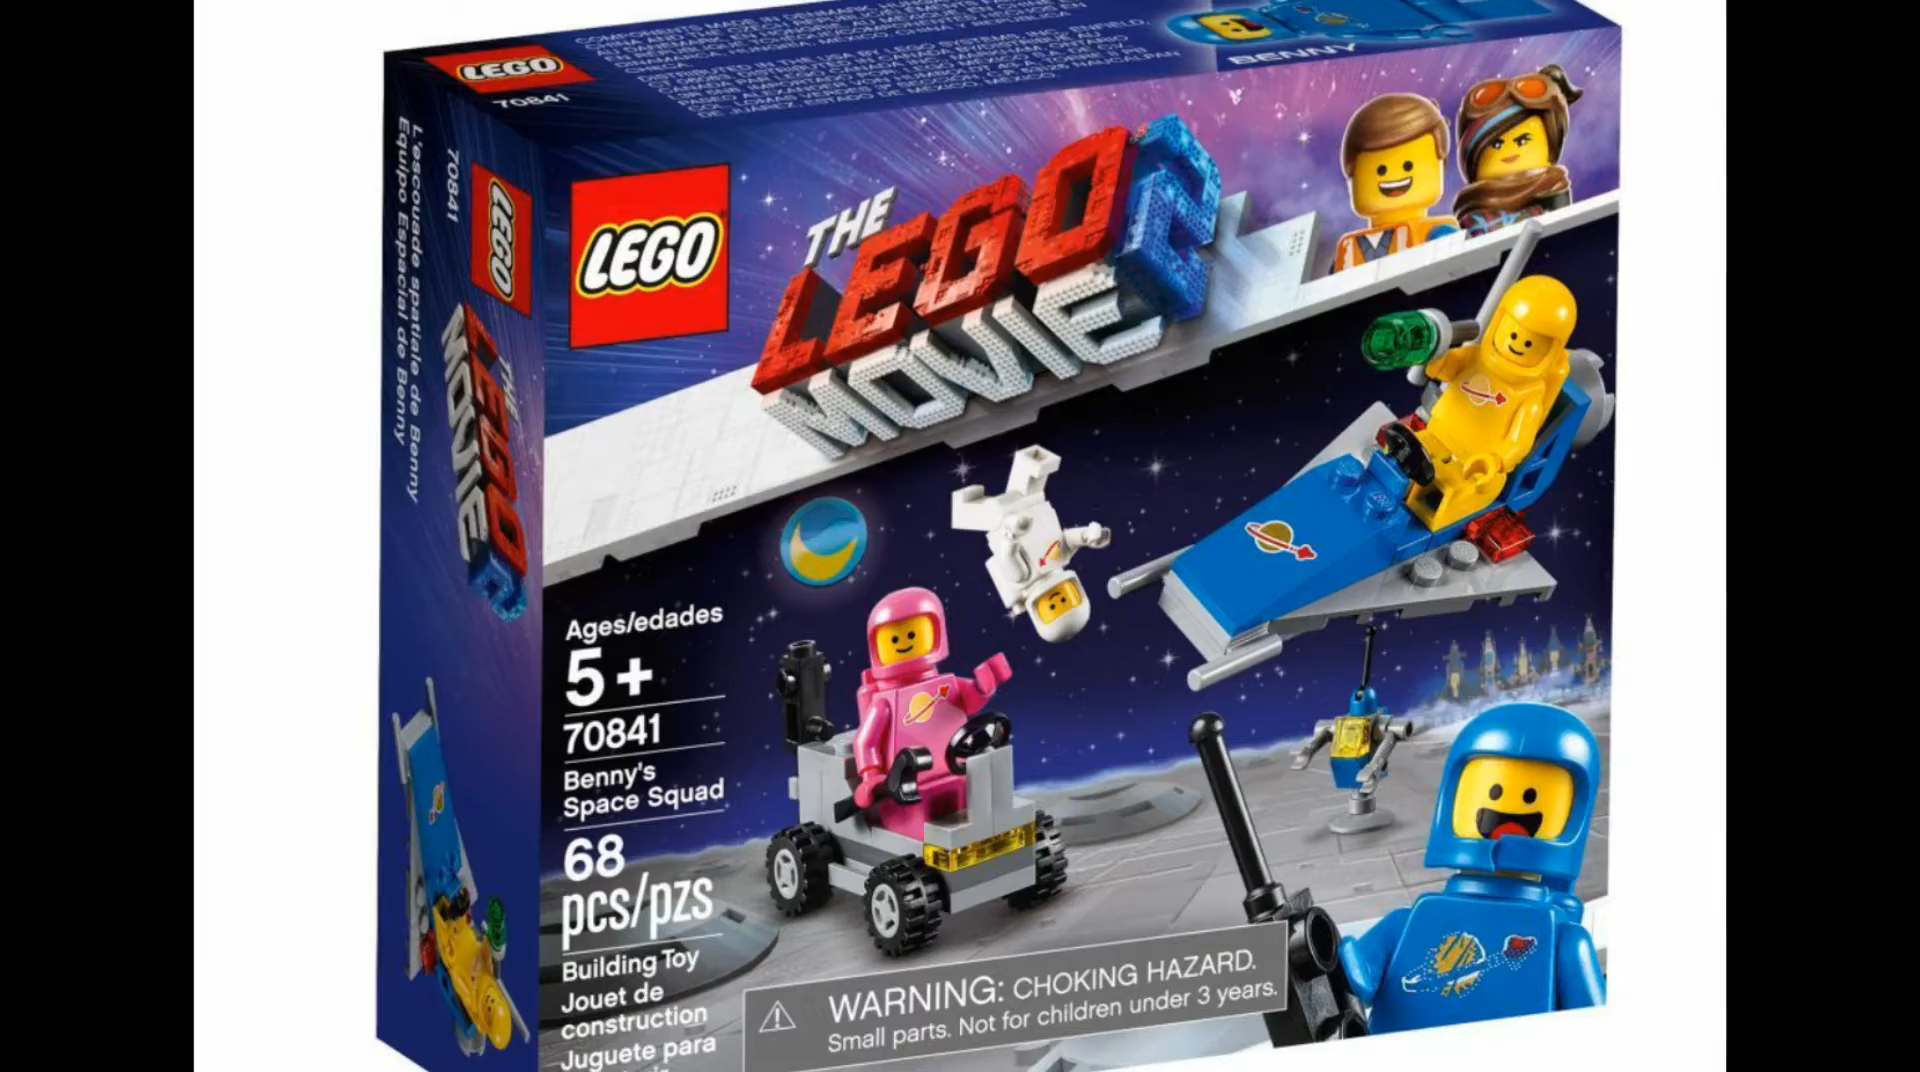 LEGO
70841
BENNY
70841
LEGO
L'escouade spatiale de Benny
Equipo Espacial de Benny
THE
LEGO
MOVIE
2
LEGO
THE
LEGO
MOVIE
2
Ages/edades
5+
70841
Benny's
Space Squad
68
pcs/pzs
Building Toy
Jouet de
construction
Juguete para
WARNING: CHOKING HAZARD.
Small parts. Not for children under 3 years.